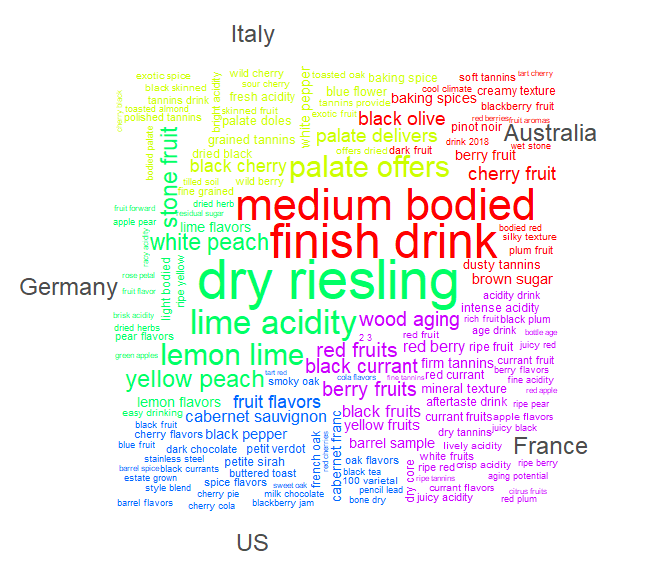 Italy
exotic spice
wild cherry
toasted oak
baking spice
soft tannins
tart cherry
black skinned
sour cherry
cool climate
creamy texture
tannins drink
fresh acidity
blue flower
baking spices
toasted almond
bright acidity
white pepper
tannins provide
blackberry fruit
polished tannins
skinned fruit
exotic fruit
black olive
red berries
fruit aromas
palate doles
pinot noir
Australia
bodied palate
grained tannins
palate delivers
drink 2018
wet stone
stone fruit
dried black
offers dried
dark fruit
berry fruit
black cherry
palate offers
cherry fruit
tilled soil
wild berry
fine grained
dried herb
medium bodied
fruit forward
residual sugar
apple pear
lime flavors
finish drink
bodied red
silky texture
rosy acidity
white peach
plum fruit
light bodied
ripe yellow
dry riesling
dusty tannins
rose petal
brown sugar
Germany
fruit flavor
acidity drink
intense acidity
brisk acidity
lime acidity
wood aging
rich fruit
black plum
dried herbs
age drink
bottle age
pear flavors
2 3
red fruit
juicy red
green apples
lemon lime
red fruits
red berry
ripe fruit
black currant
firm tannins
currant fruit
berry flavors
yellow peach
tart red
smoky oak
cola flavors
fine tannins
red currant
fine acidity
berry fruits
mineral texture
red apple
lemon flavors
fruit flavors
aftertaste drink
ripe pear
easy drinking
cabernet sauvignon
black fruits
currant fruits
apple flavors
black fruit
cabernet franc
yellow fruits
juicy black
cherry flavors
black pepper
french oak
red cherries
dry tannins
blue fruit
dark chocolate
petit verdot
barrel sample
lively acidity
France
stainless steel
petite sirah
oak flavors
dry core
white fruits
barrel spice
black currants
buttered toast
black tea
ripe red
crisp acidity
ripe berry
estate grown
spice flavors
sweet oak
100 varietal
ripe tannins
aging potential
style blend
cherry pie
milk chocolate
pencil lead
currant flavors
citrus fruits
barrel flavors
cherry cola
blackberry jam
bone dry
juicy acidity
red plum
US